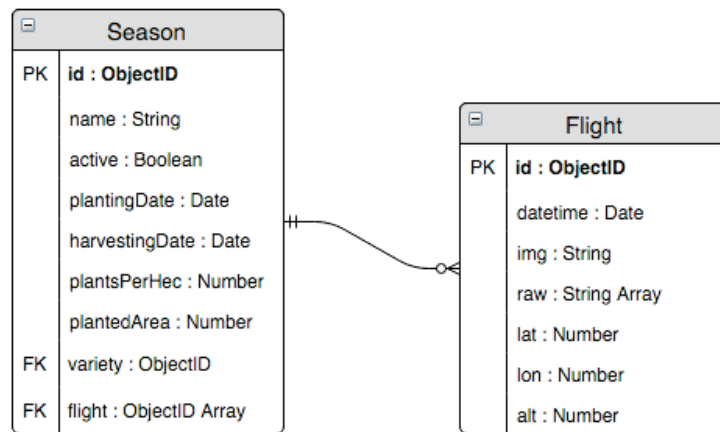 Season
PK id : ObjectID
name : String
active : Boolean
plantingDate : Date
harvestingDate : Date
plantsPerHec : Number
plantedArea : Number
FK variety : ObjectID
FK flight : ObjectID Array
Flight
PK id : ObjectID
datetime : Date
img : String
raw : String Array
lat : Number
lon : Number
alt : Number